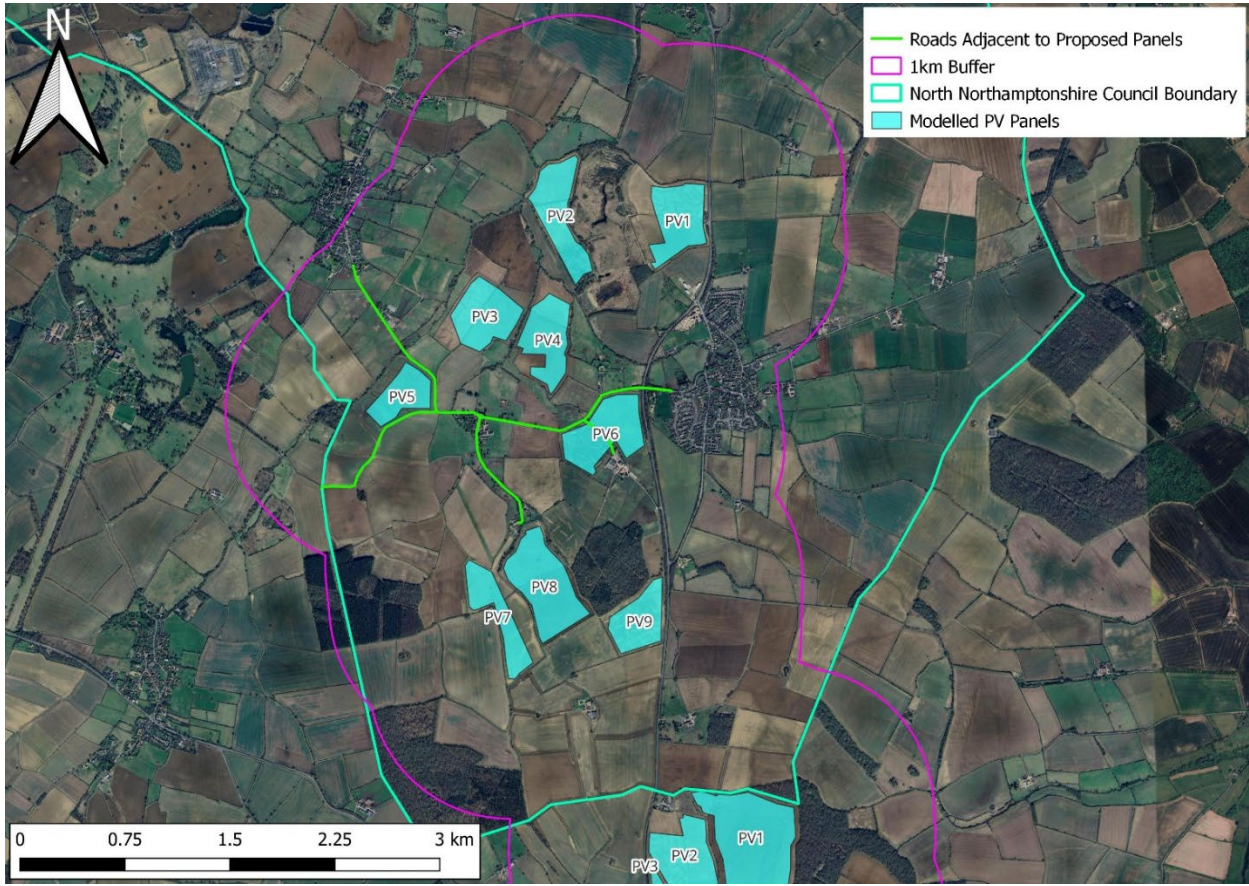 N
Roads Adjacent to Proposed Panels
1km Buffer
North Northamptonshire Council Boundary
Modelled PV Panels
PV2
PV1
PV3
PV4
PV5
PV6
PV8
PV7
PV9
0 0.75 1.5 2.25 3 km
PV1
PV2
PV3